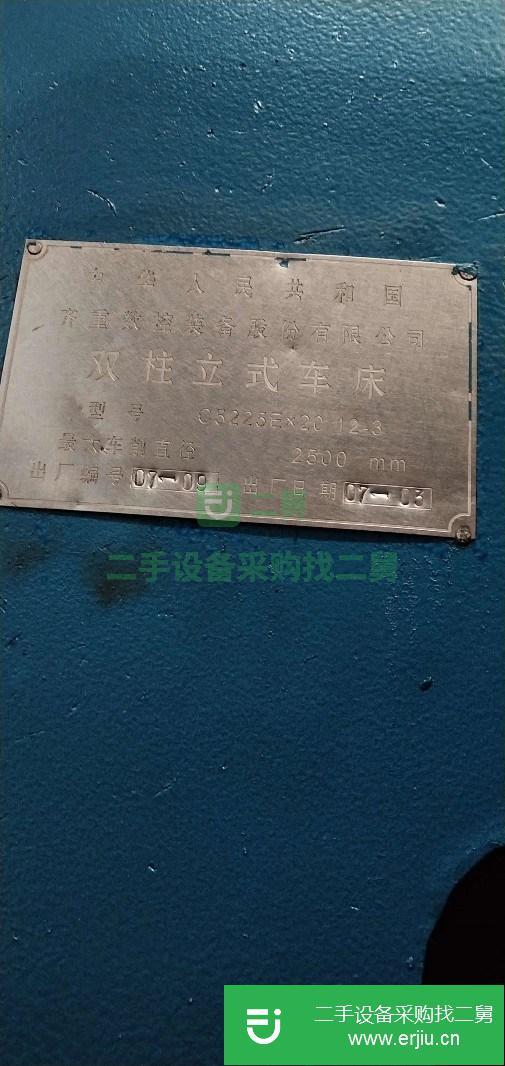 中华人民共和国
齐重数控装备股份有限公司
双柱立式车床
型号 C5225E×20/12-3
最大车削直径 2500 mm
出厂编号 07-09 出厂日期 07-03
二舅
二手设备采购找二舅
二手设备采购找二舅
www.erjiu.cn